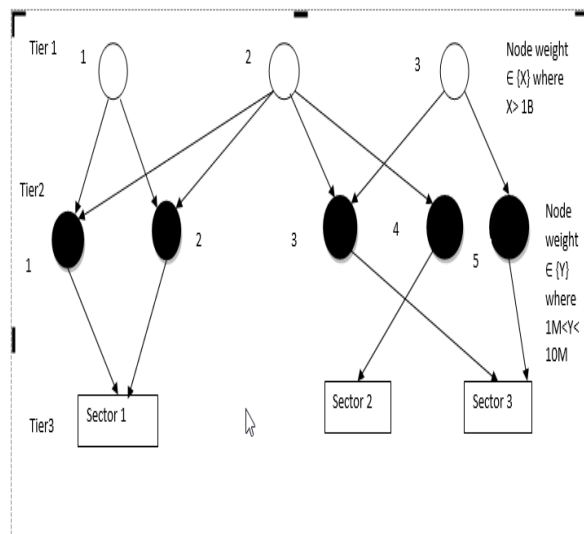 Tier 1
1
2
3
Node weight
∈ {X} where
X> 1B
Tier2
1
2
3
4
5
Node
weight
∈ {Y}
where
1M<Y<
10M
Tier3
Sector 1
Sector 2
Sector 3